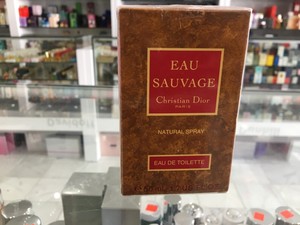 EAU
SAUVAGE
Christian Dior
PARIS
NATURAL SPRAY
EAU DE TOILETTE